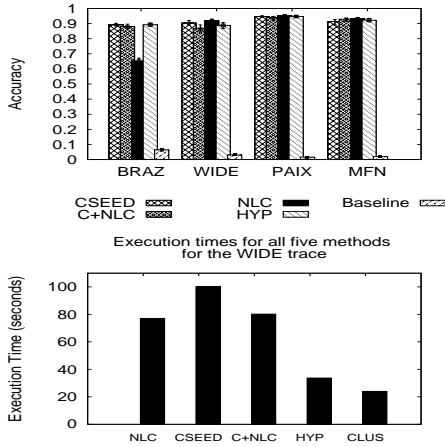 1
0.9
0.8
0.7
0.6
0.5
0.4
0.3
0.2
0.1
0
Accuracy
BRAZ WIDE PAIX MFN
CSEED NLC Baseline
C+NLC HYP
Execution times for all five methods
for the WIDE trace
100
80
60
40
20
0
Execution Time (seconds)
NLC CSEED C+NLC HYP CLUS